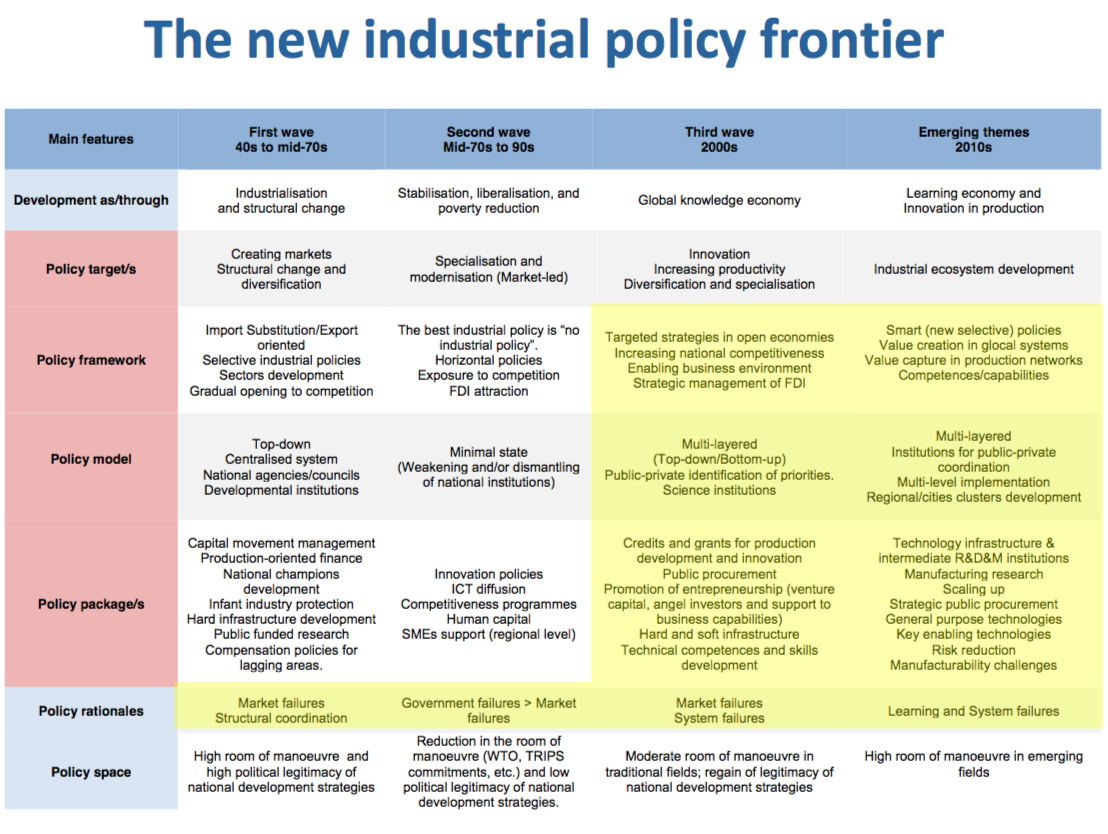 The new industrial policy frontier
Main features
First wave
40s to mid-70s
Second wave
Mid-70s to 90s
Third wave
2000s
Emerging themes
2010s
Development as/through
Industrialisation
and structural change
Stabilisation, liberalisation, and
poverty reduction
Global knowledge economy
Learning economy and
Innovation in production
Policy target/s
Creating markets
Structural change and
diversification
Specialisation and
modernisation (Market-led)
Innovation
Increasing productivity
Diversification and specialisation
Industrial ecosystem development
Policy framework
Import Substitution/Export
oriented
Selective industrial policies
Sectors development
Gradual opening to competition
The best industrial policy is “no
industrial policy”.
Horizontal policies
Exposure to competition
FDI attraction
Targeted strategies in open economies
Increasing national competitiveness
Enabling business environment
Strategic management of FDI
Smart (new selective) policies
Value creation in glocal systems
Value capture in production networks
Competences/capabilities
Policy model
Top-down
Centralised system
National agencies/councils
Developmental institutions
Minimal state
(Weakening and/or dismantling
of national institutions)
Multi-layered
(Top-down/Bottom-up)
Public-private identification of priorities.
Science institutions
Multi-layered
Institutions for public-private
coordination
Multi-level implementation
Regional/cities clusters development
Policy package/s
Capital movement management
Production-oriented finance
National champions
development
Infant industry protection
Hard infrastructure development
Public funded research
Compensation policies for
lagging areas.
Innovation policies
ICT diffusion
Competitiveness programmes
Human capital
SMEs support (regional level)
Credits and grants for production
development and innovation
Public procurement
Promotion of entrepreneurship (venture
capital, angel investors and support to
business capabilities)
Hard and soft infrastructure
Technical competences and skills
development
Technology infrastructure &
intermediate R&D&M institutions
Manufacturing research
Scaling up
Strategic public procurement
General purpose technologies
Key enabling technologies
Risk reduction
Manufacturability challenges
Policy rationales
Market failures
Structural coordination
Government failures > Market
failures
Market failures
System failures
Learning and System failures
Policy space
High room of manoeuvre and
high political legitimacy of
national development strategies
Reduction in the room of
manoeuvre (WTO, TRIPS
commitments, etc.) and low
political legitimacy of national
development strategies.
Moderate room of manoeuvre in
traditional fields; regain of legitimacy of
national development strategies
High room of manoeuvre in emerging
fields